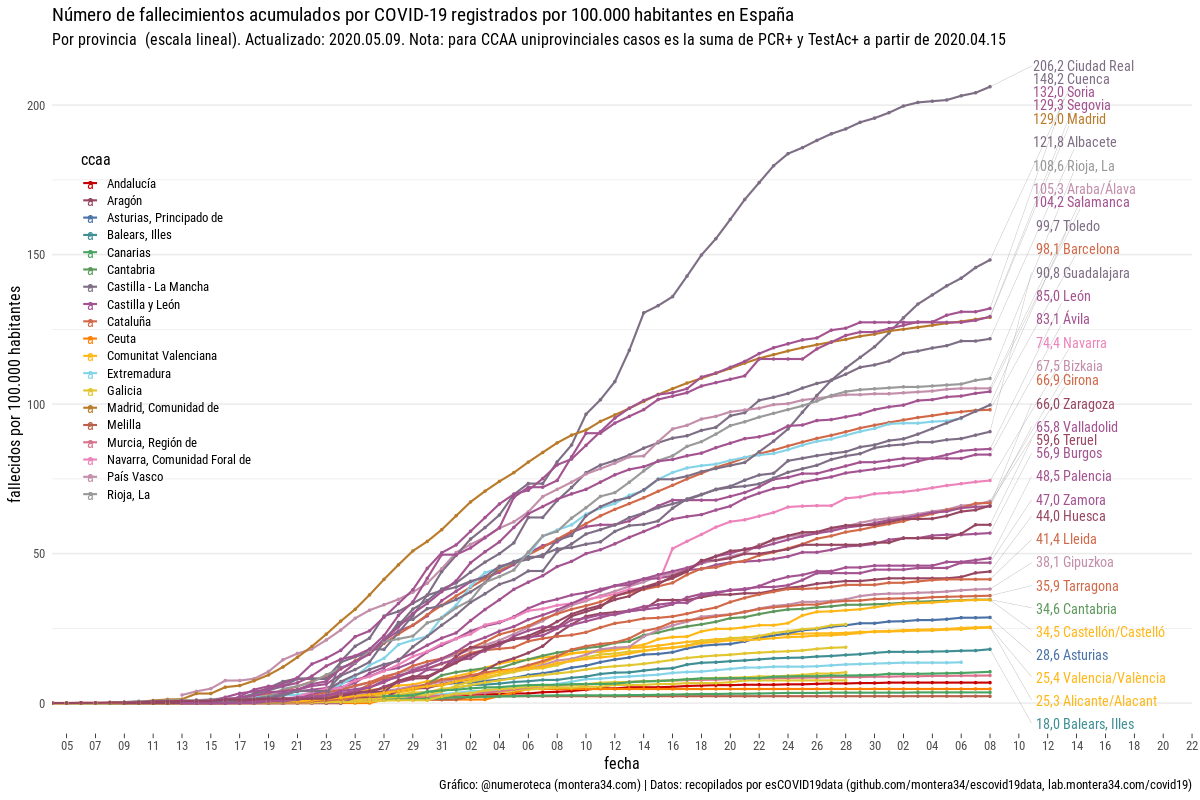 Número de fallecimientos acumulados por COVID-19 registrados por 100.000 habitantes en España
Por provincia (escala lineal). Actualizado: 2020.05.09. Nota: para CCAA uniprovinciales casos es la suma de PCR+ y TestAc+ a partir de 2020.04.15
fallecidos por 100.000 habitantes
200
150
100
50
0
ccaa
Andalucía
Aragón
Asturias, Principado de
Balears, Illes
Canarias
Cantabria
Castilla - La Mancha
Castilla y León
Cataluña
Ceuta
Comunitat Valenciana
Extremadura
Galicia
Madrid, Comunidad de
Melilla
Murcia, Región de
Navarra, Comunidad Foral de
País Vasco
Rioja, La
206,2 Ciudad Real
148,2 Cuenca
132,0 Soria
129,3 Segovia
129,0 Madrid
121,8 Albacete
108,6 Rioja, La
105,3 Araba/Álava
104,2 Salamanca
99,7 Toledo
98,1 Barcelona
90,8 Guadalajara
85,0 León
83,1 Ávila
74,4 Navarra
67,5 Bizkaia
66,9 Girona
66,0 Zaragoza
65,8 Valladolid
59,6 Teruel
56,9 Burgos
48,5 Palencia
47,0 Zamora
44,0 Huesca
41,4 Lleida
38,1 Gipuzkoa
35,9 Tarragona
34,6 Cantabria
34,5 Castellón/Castelló
28,6 Asturias
25,4 Valencia/València
25,3 Alicante/Alacant
18,0 Balears, Illes
05 07 09 11 13 15 17 19 21 23 25 27 29 31 02 04 06 08 10 12 14 16 18 20 22 24 26 28 30 02 04 06 08 10 12 14 16 18 20 22
fecha
Gráfico: @numeroteca (montera34.com) | Datos: recopilados por esCOVID19data (github.com/montera34/escovid19data, lab.montera34.com/covid19)